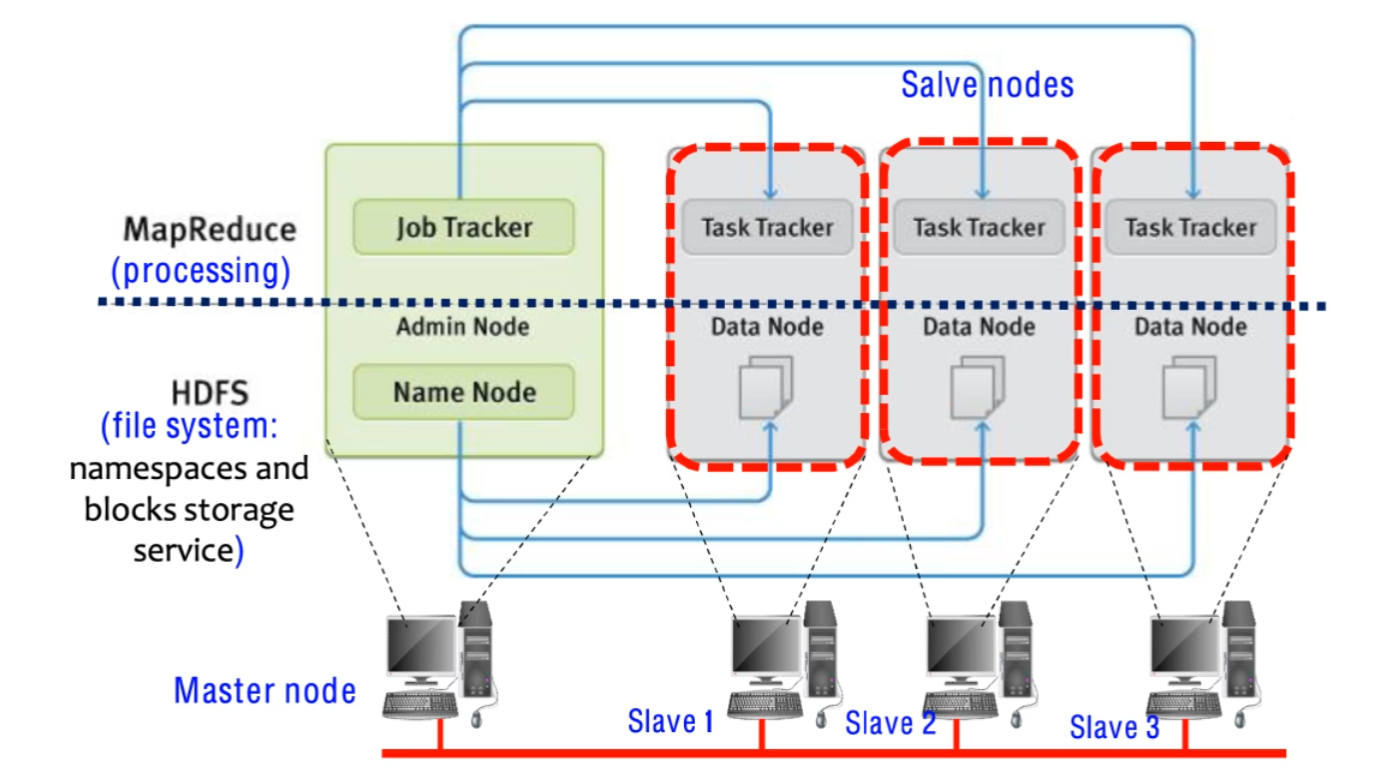 Salve nodes
MapReduce
(processing)
Job Tracker
Task Tracker
Task Tracker
Task Tracker
Admin Node
Data Node
Data Node
Data Node
HDFS
(file system:
namespaces and
blocks storage
service)
Name Node
Master node
Slave 1
Slave 2
Slave 3